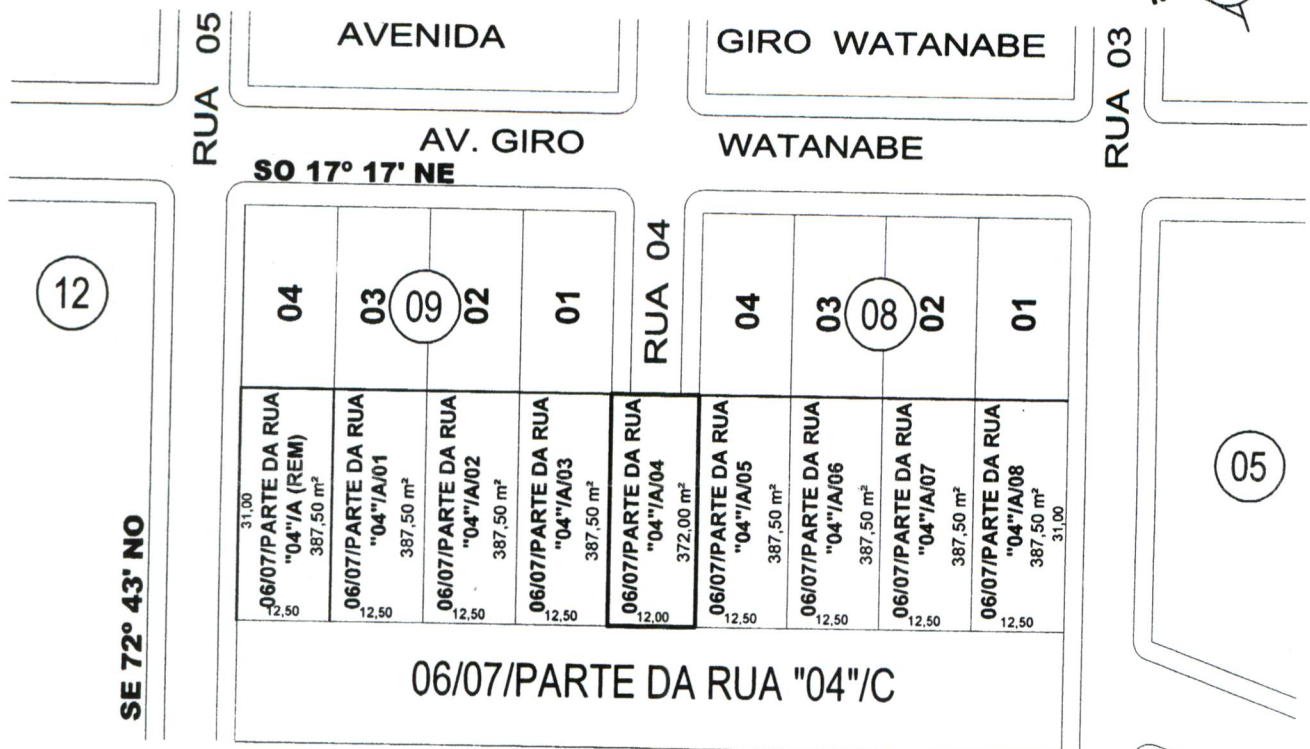 RUA 05
AVENIDA
GIRO WATANABE
RUA 03
AV. GIRO
WATANABE
SO 17º 17' NE
12
04
03
09
02
01
RUA 04
04
03
08
02
01
05
SE 72º 43' NO
31,00
06/07/PARTE DA RUA
"04"/A (REM)
387,50 m²
12,50
06/07/PARTE DA RUA
"04"/A/01
387,50 m²
12,50
06/07/PARTE DA RUA
"04"/A/02
387,50 m²
12,50
06/07/PARTE DA RUA
"04"/A/03
387,50 m²
12,50
06/07/PARTE DA RUA
"04"/A/04
372,00 m²
12,00
06/07/PARTE DA RUA
"04"/A/05
387,50 m²
12,50
06/07/PARTE DA RUA
"04"/A/06
387,50 m²
12,50
06/07/PARTE DA RUA
"04"/A/07
387,50 m²
12,50
06/07/PARTE DA RUA
"04"/A/08
387,50 m²
31,00
12,50
06/07/PARTE DA RUA "04"/C